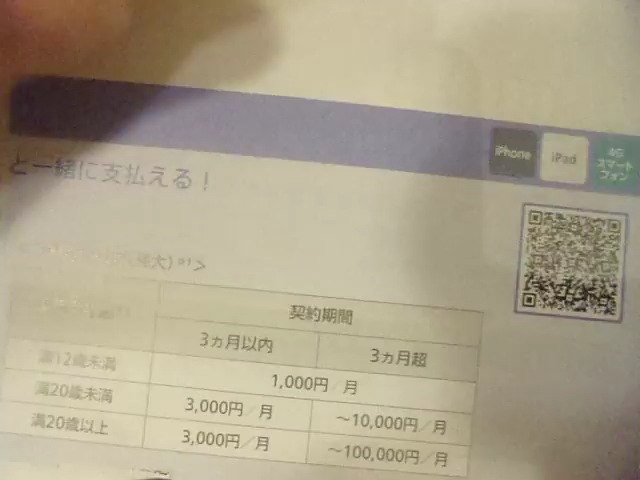 iPhone
iPad
4G
スマート
フォン
と一緒に支払える！
契約期間
3ヵ月以内
3ヵ月超
満12歳未満
1,000円／月
満20歳未満
3,000円／月
～10,000円／月
満20歳以上
3,000円／月
～100,000円／月